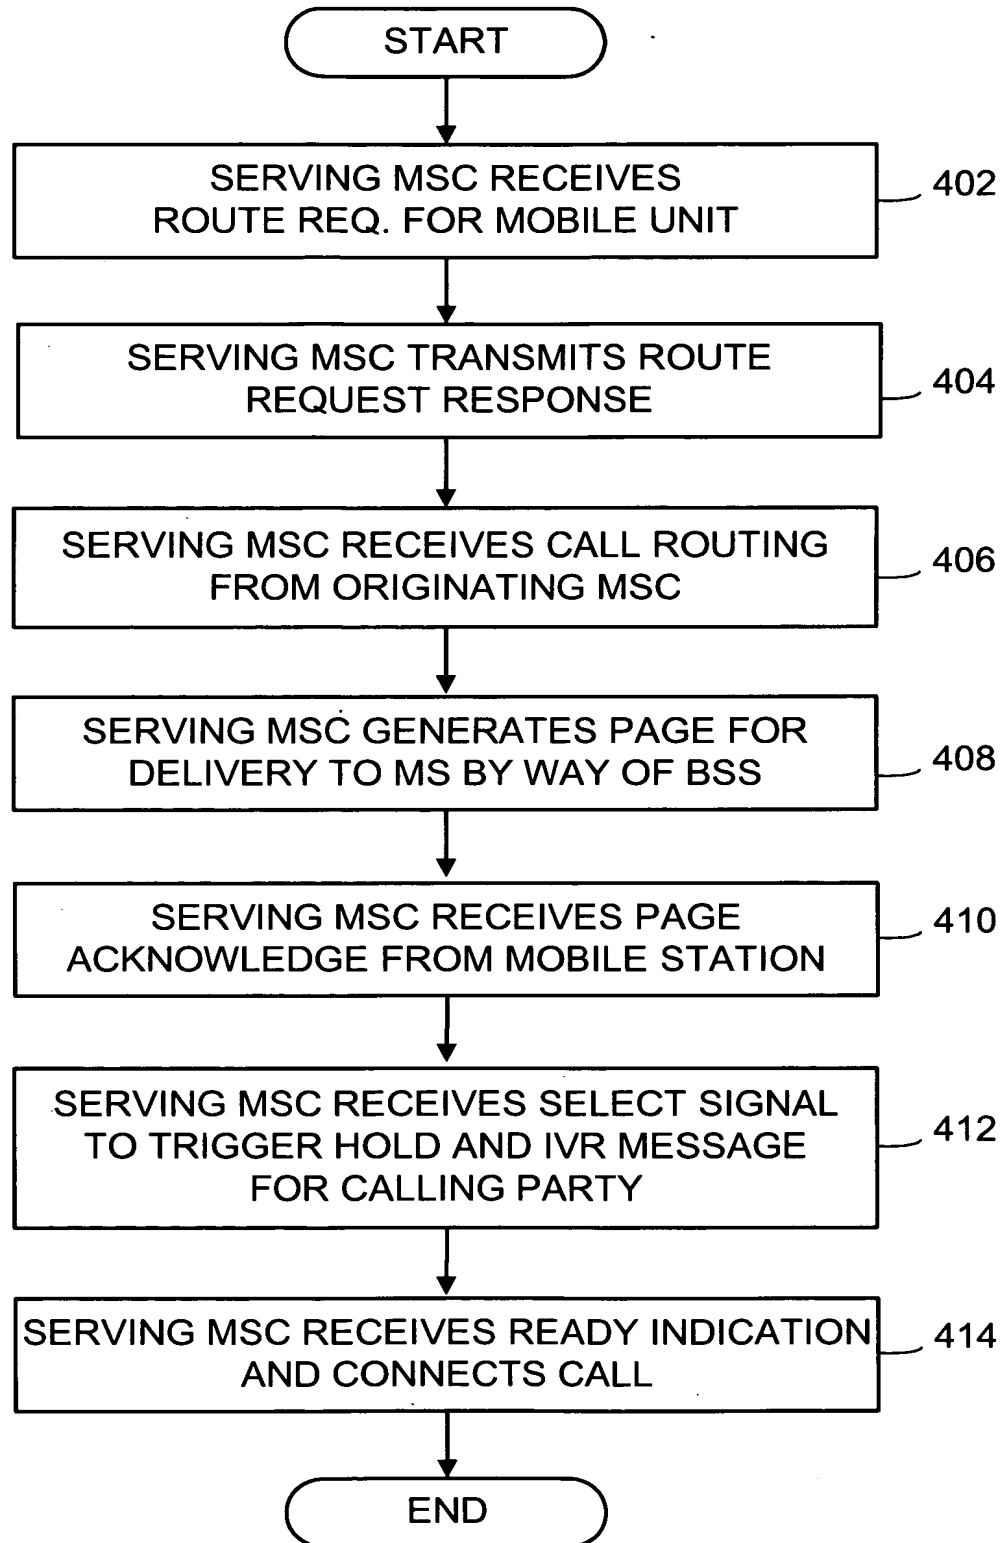 START
SERVING MSC RECEIVES
ROUTE REQ. FOR MOBILE UNIT
402
SERVING MSC TRANSMITS ROUTE
REQUEST RESPONSE
404
SERVING MSC RECEIVES CALL ROUTING
FROM ORIGINATING MSC
406
SERVING MSC GENERATES PAGE FOR
DELIVERY TO MS BY WAY OF BSS
408
SERVING MSC RECEIVES PAGE
ACKNOWLEDGE FROM MOBILE STATION
410
SERVING MSC RECEIVES SELECT SIGNAL
TO TRIGGER HOLD AND IVR MESSAGE
FOR CALLING PARTY
412
SERVING MSC RECEIVES READY INDICATION
AND CONNECTS CALL
414
END